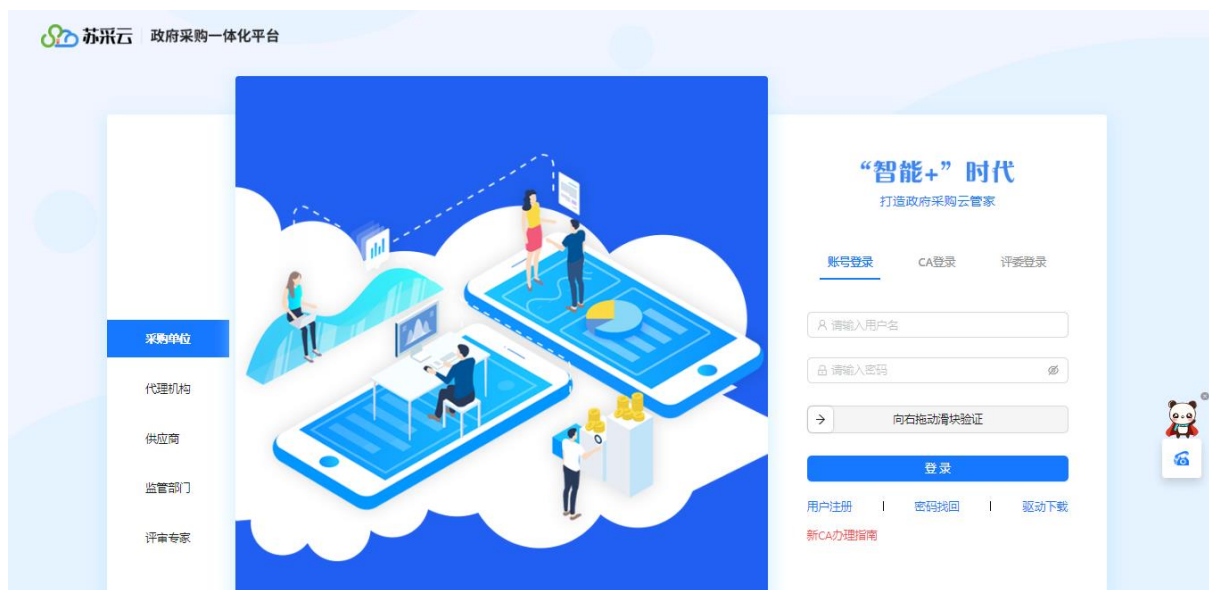 苏采云 政府采购一体化平台
采购单位
代理机构
供应商
监管部门
评审专家
“智能+”时代
打造政府采购云管家
账号登录 CA登录 评委登录
请输入用户名
请输入密码
向右拖动滑块验证
登录
用户注册 密码找回 驱动下载
新CA办理指南